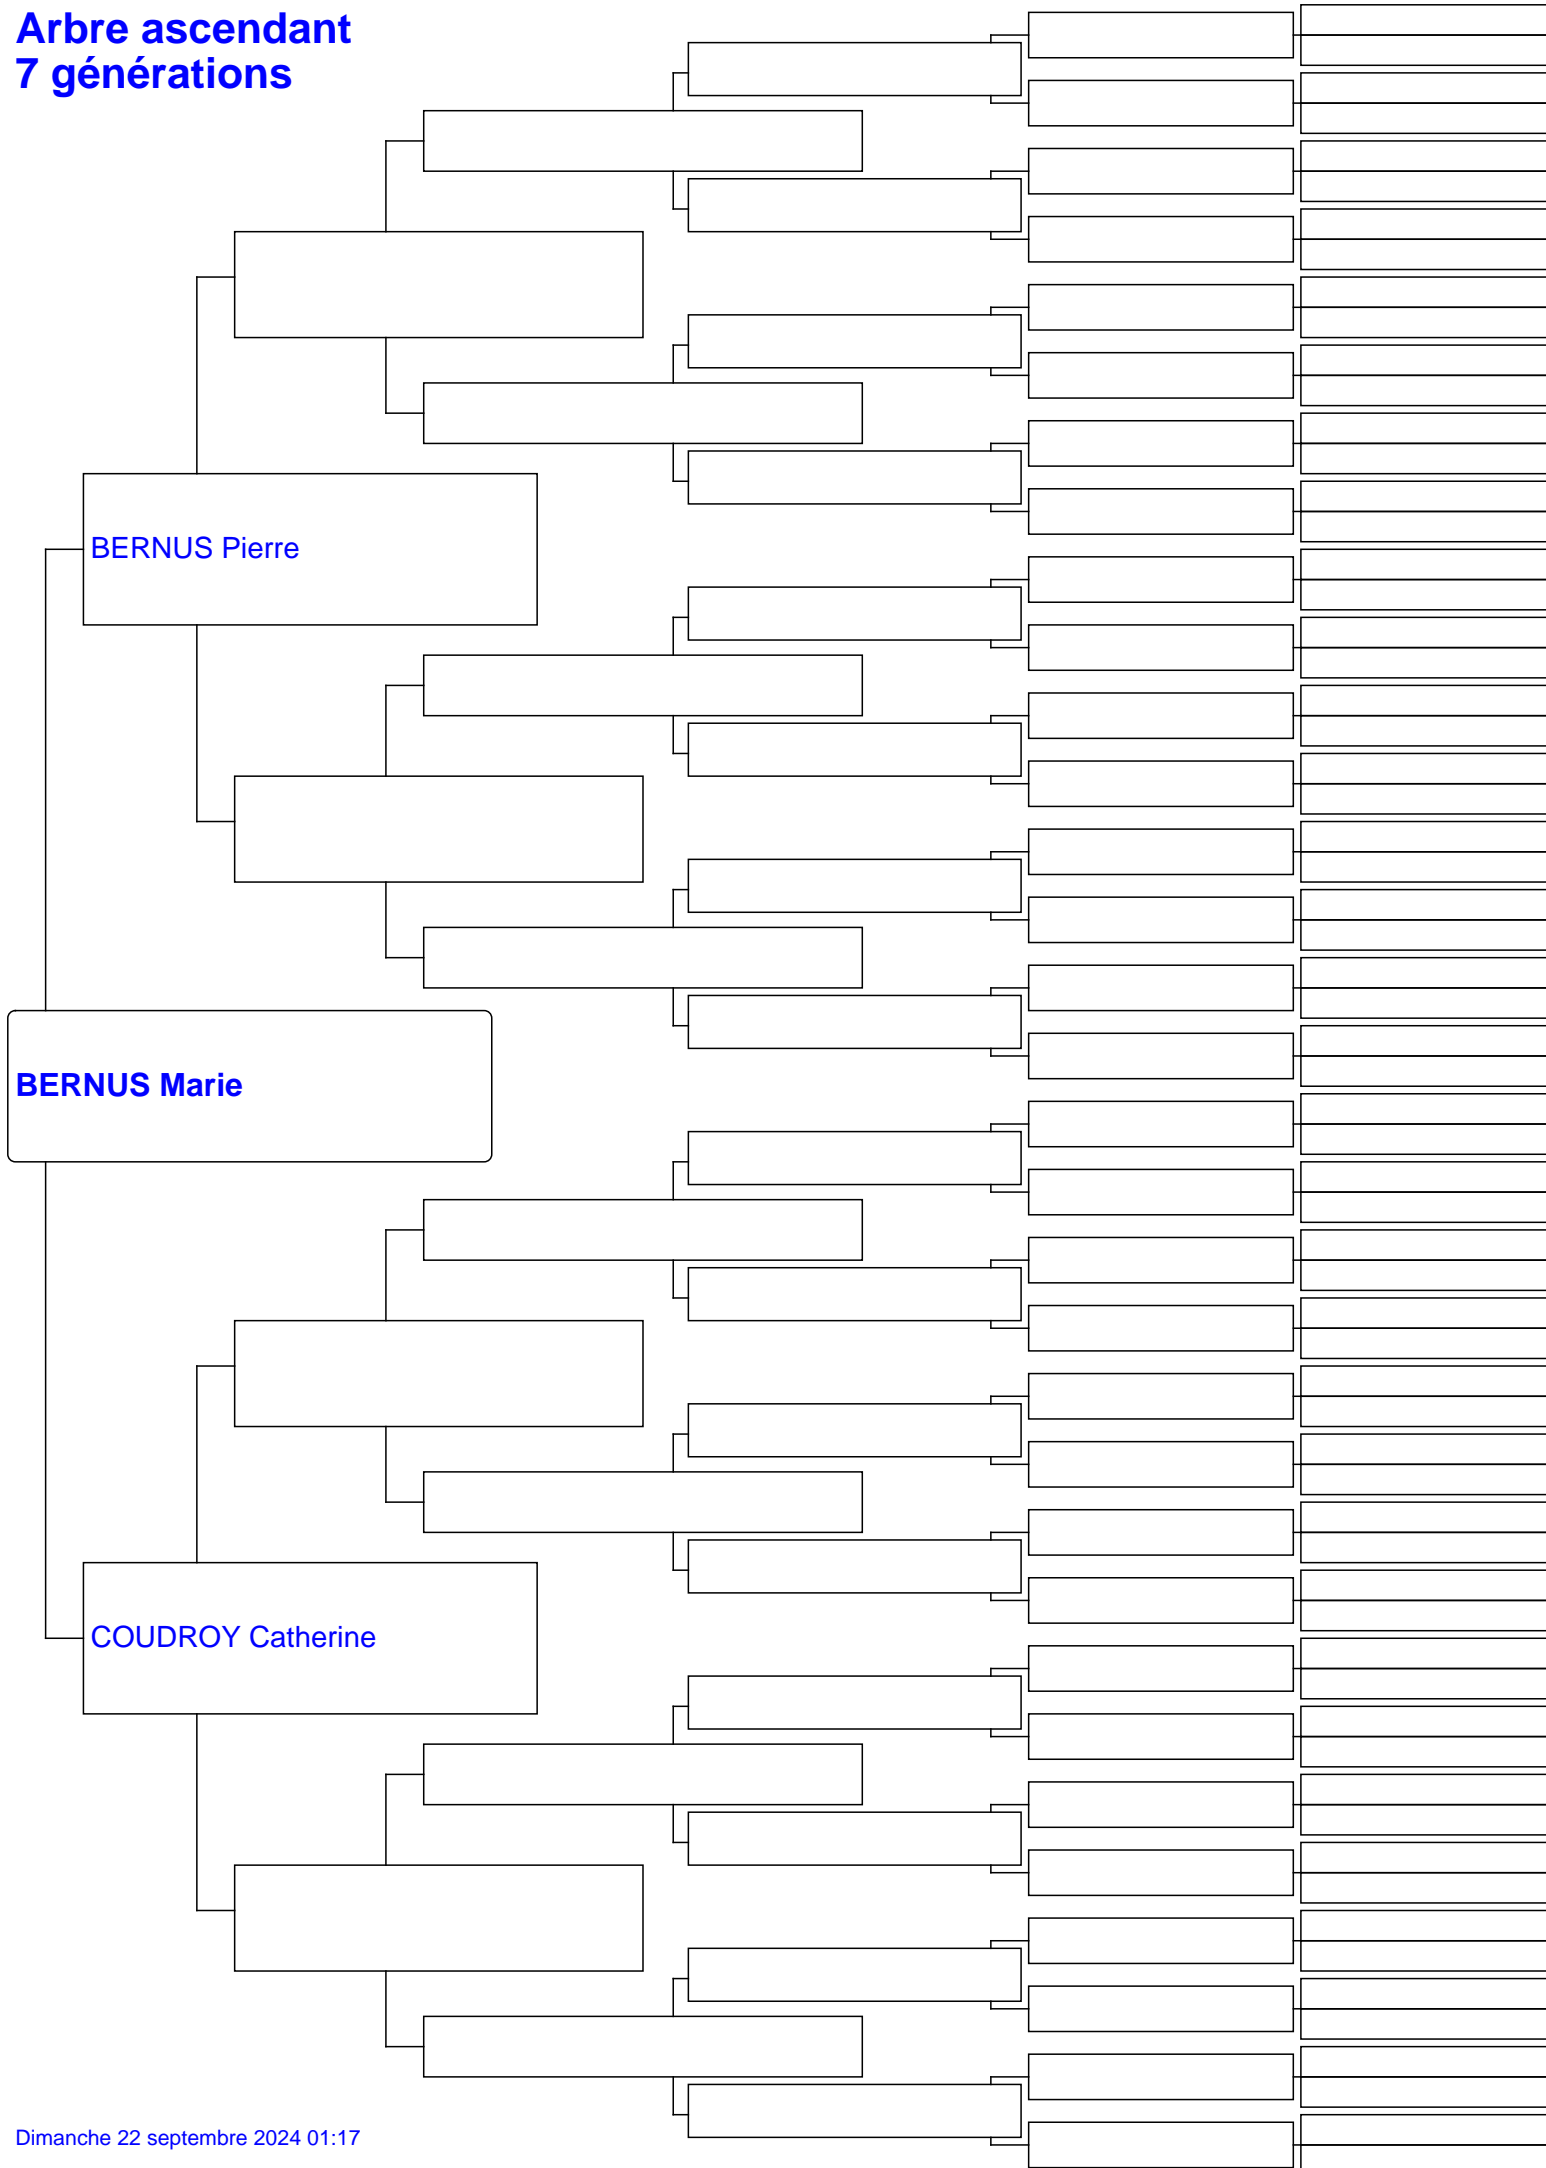 Arbre ascendant
7 générations
BERNUS Pierre
BERNUS Marie
COUDROY Catherine
Dimanche 22 septembre 2024 01:17